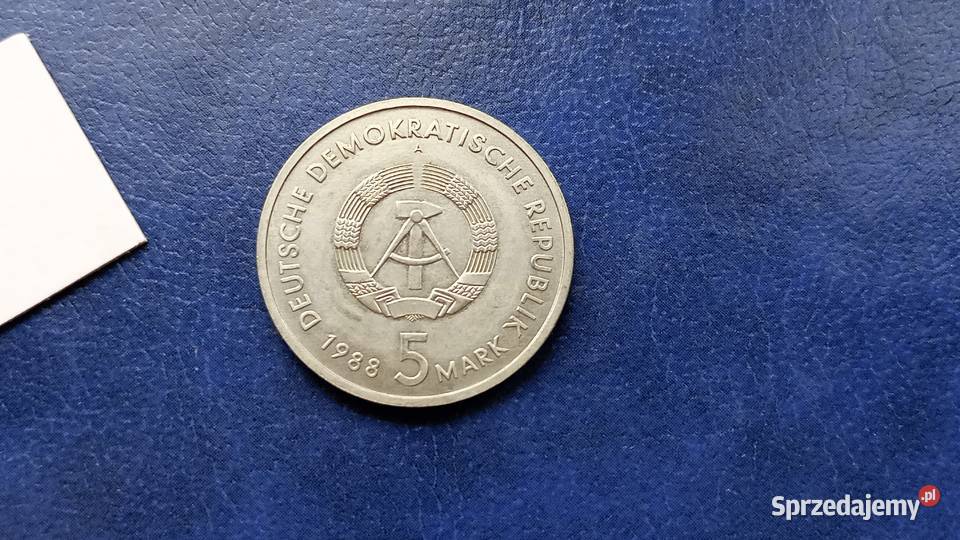 DEUTSCHE DEMOKRATISCHE REPUBLIK
A
1988 5 MARK
Sprzedajemy.pl